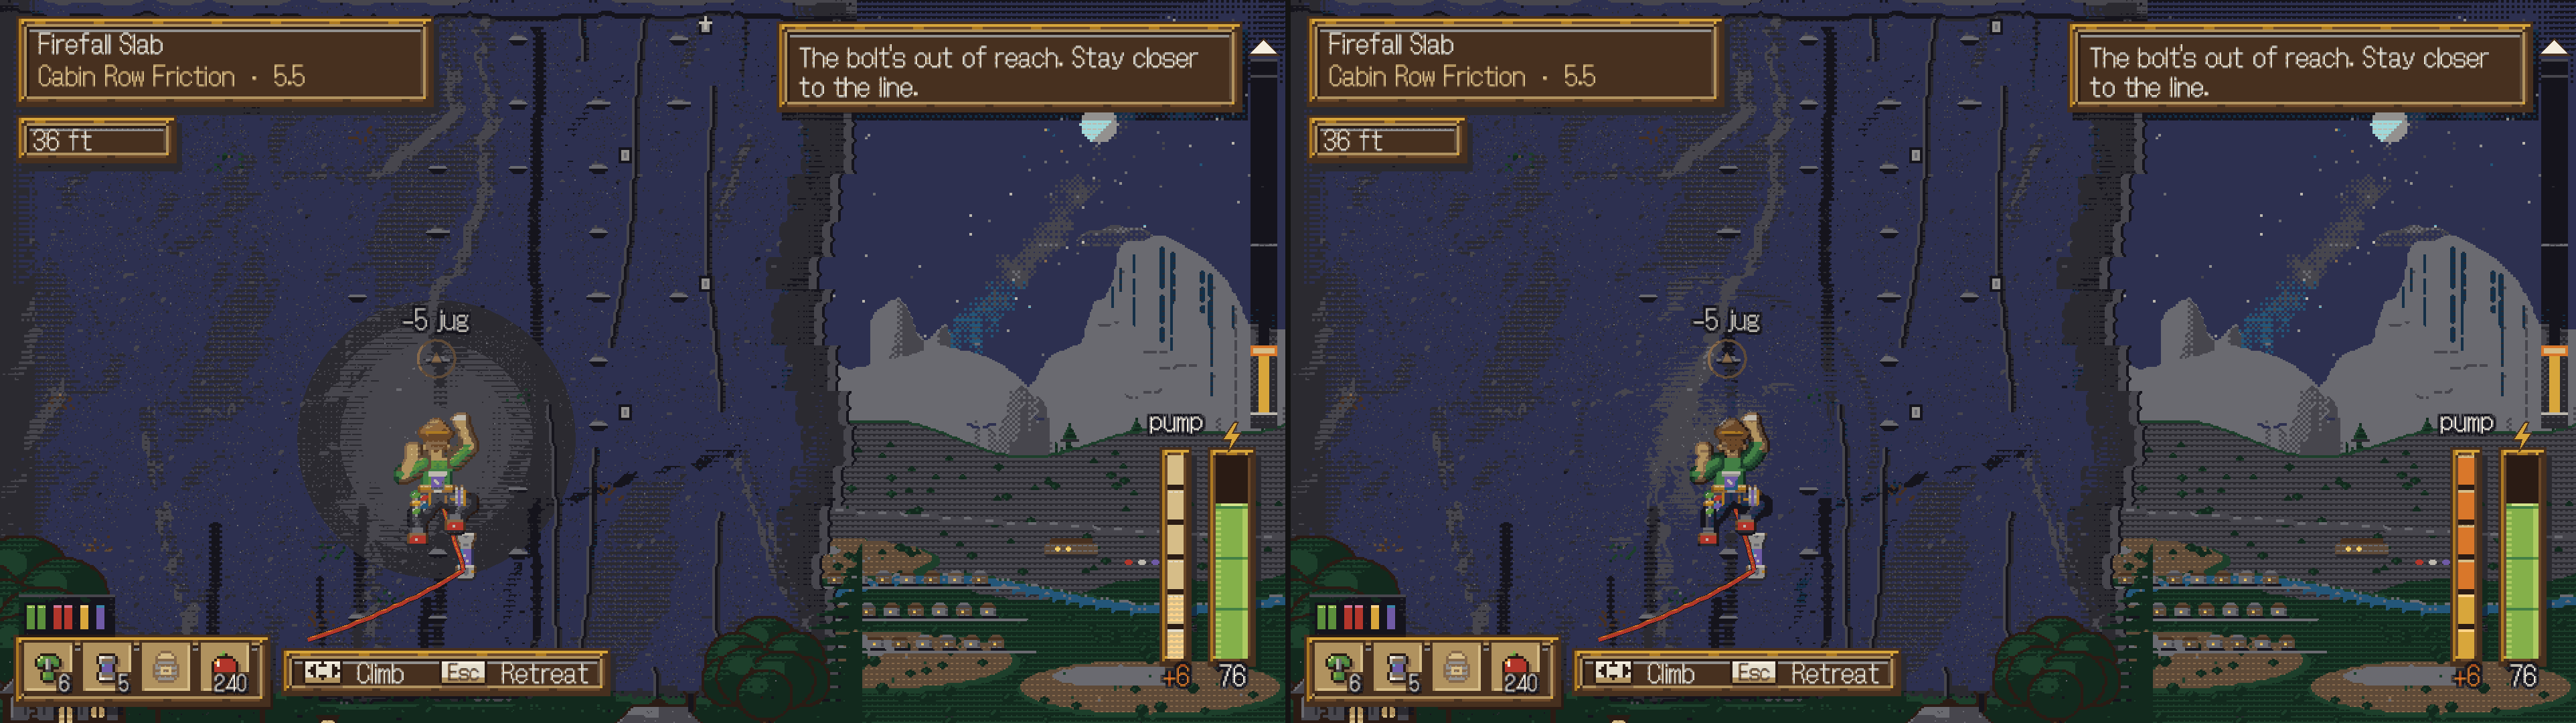 Firefall Slab
Cabin Row Friction · 5.5
36 ft
The bolt's out of reach. Stay closer
to the line.
-5 jug
pump
+6
76
6
5
240
Climb
Esc
Retreat
Firefall Slab
Cabin Row Friction · 5.5
36 ft
The bolt's out of reach. Stay closer
to the line.
-5 jug
pump
+6
76
6
5
240
Climb
Esc
Retreat